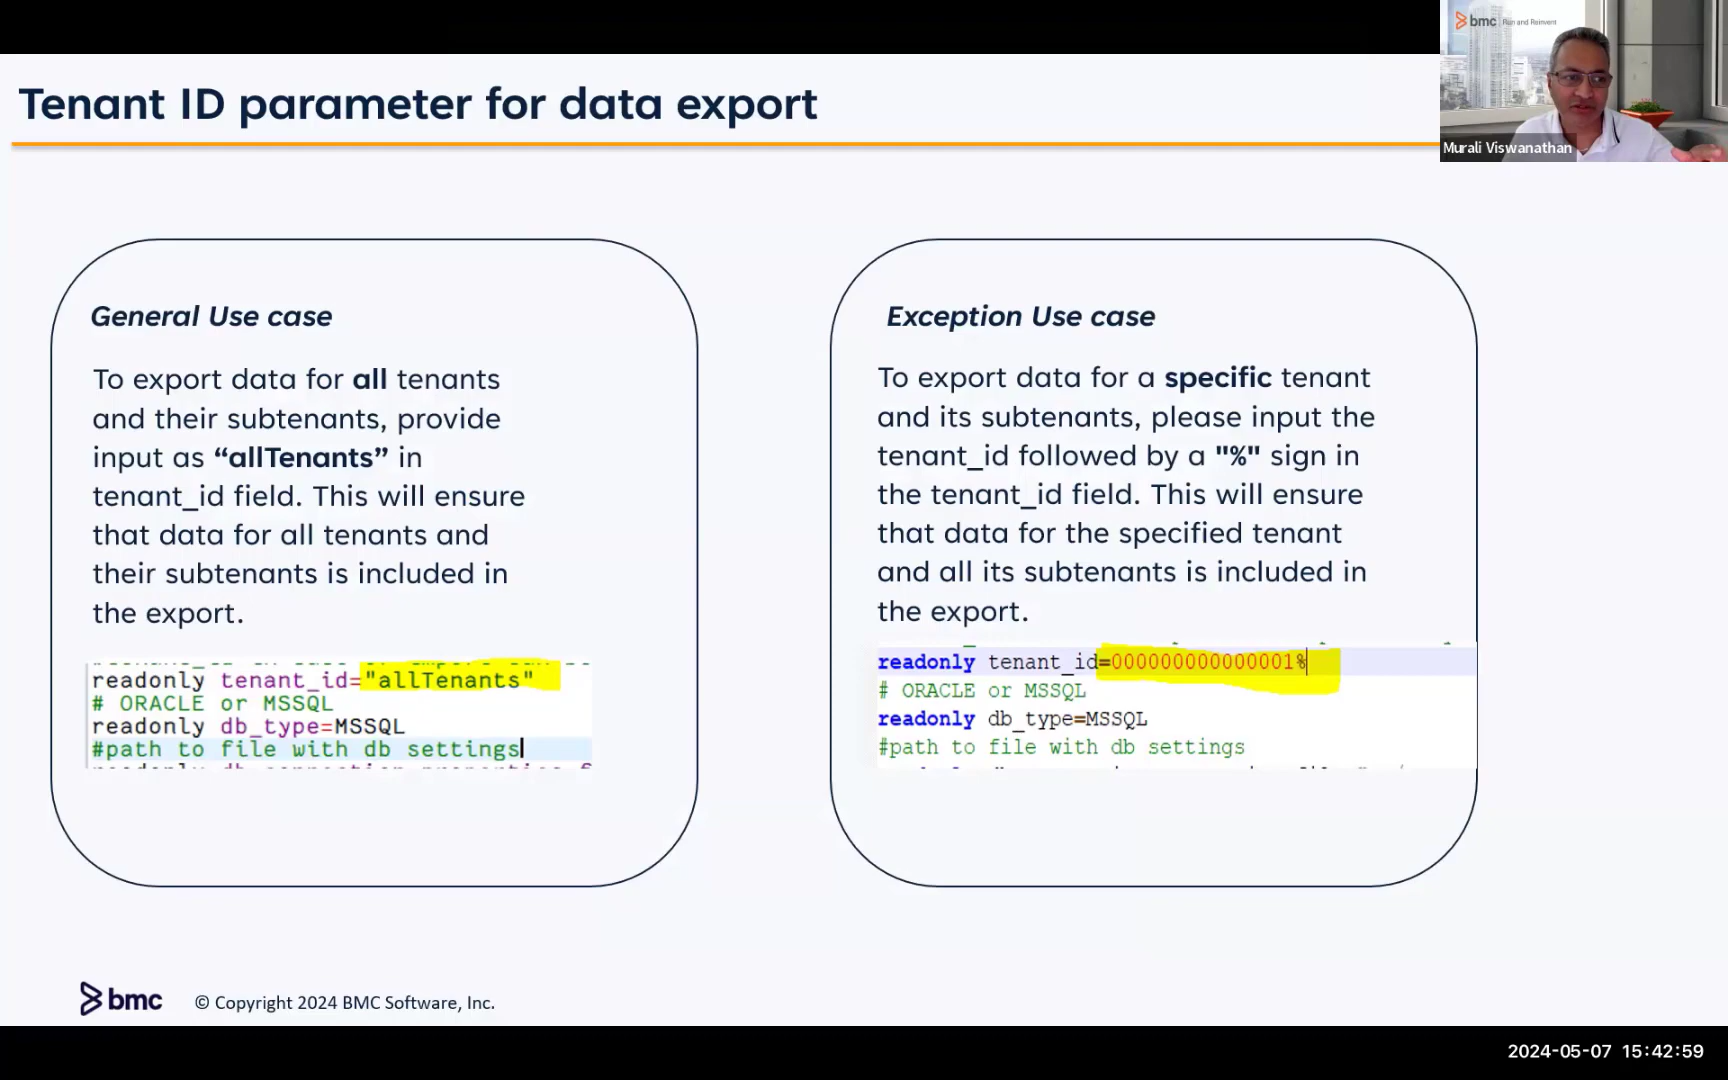 bmc Run and Reinvent
Murali Viswanathan
Tenant ID parameter for data export
General Use case
To export data for all tenants
and their subtenants, provide
input as “allTenants” in
tenant_id field. This will ensure
that data for all tenants and
their subtenants is included in
the export.
readonly tenant_id="allTenants"
# ORACLE or MSSQL
readonly db_type=MSSQL
#path to file with db settings
Exception Use case
To export data for a specific tenant
and its subtenants, please input the
tenant_id followed by a "%" sign in
the tenant_id field. This will ensure
that data for the specified tenant
and all its subtenants is included in
the export.
readonly tenant_id=000000000000001%
# ORACLE or MSSQL
readonly db_type=MSSQL
#path to file with db settings
bmc © Copyright 2024 BMC Software, Inc.
2024-05-07 15:42:59